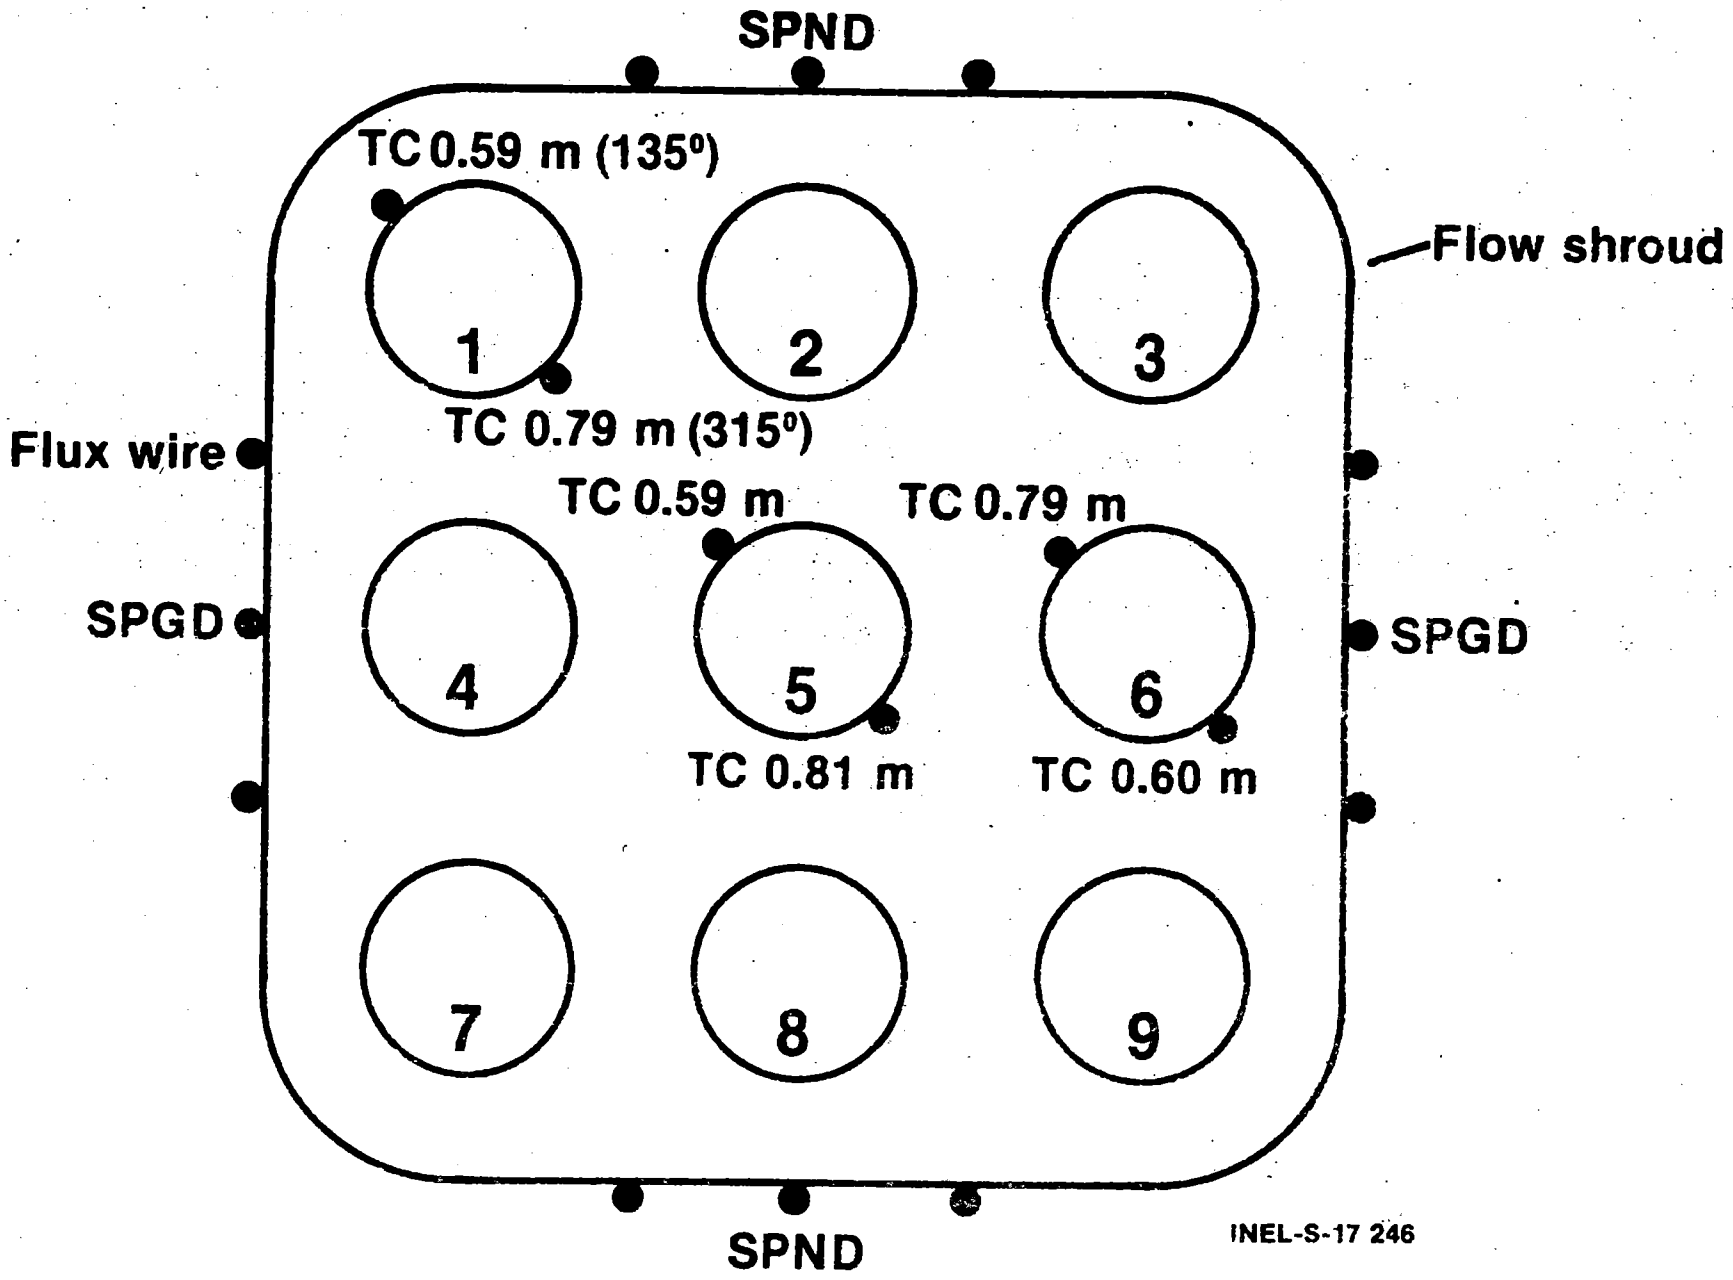 SPND
TC 0.59 m (135⁰)
Flow shroud
1
2
3
TC 0.79 m (315⁰)
Flux wire
TC 0.59 m
TC 0.79 m
SPGD
SPGD
4
5
6
TC 0.81 m
TC 0.60 m
7
8
9
SPND
INEL-S-17 246